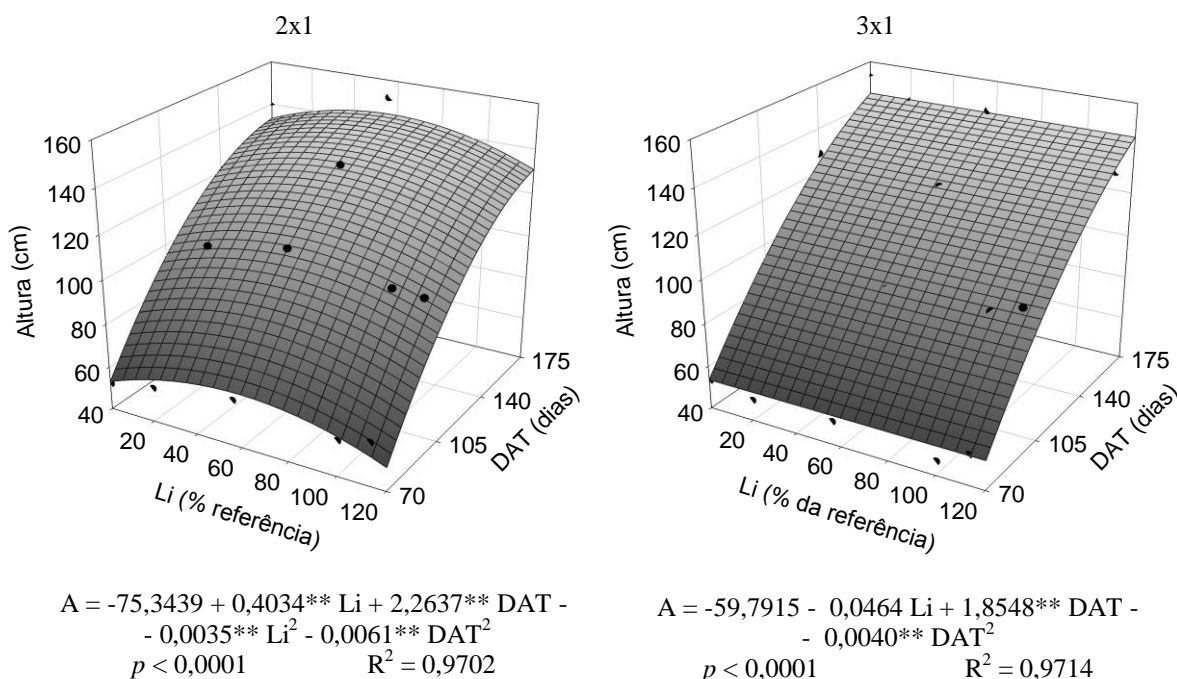 2x1
160
140
120
100
80
60
40
Altura (cm)
20
40
60
80
100
120
Li (% referência)
70
105
140
175
DAT (dias)
A = -75,3439 + 0,4034** Li + 2,2637** DAT -
- 0,0035** Li² - 0,0061** DAT²
p < 0,0001 R² = 0,9702
3x1
160
140
120
100
80
60
40
Altura (cm)
20
40
60
80
100
120
Li (% da referência)
70
105
140
175
DAT (dias)
A = -59,7915 - 0,0464 Li + 1,8548** DAT -
- 0,0040** DAT²
p < 0,0001 R² = 0,9714